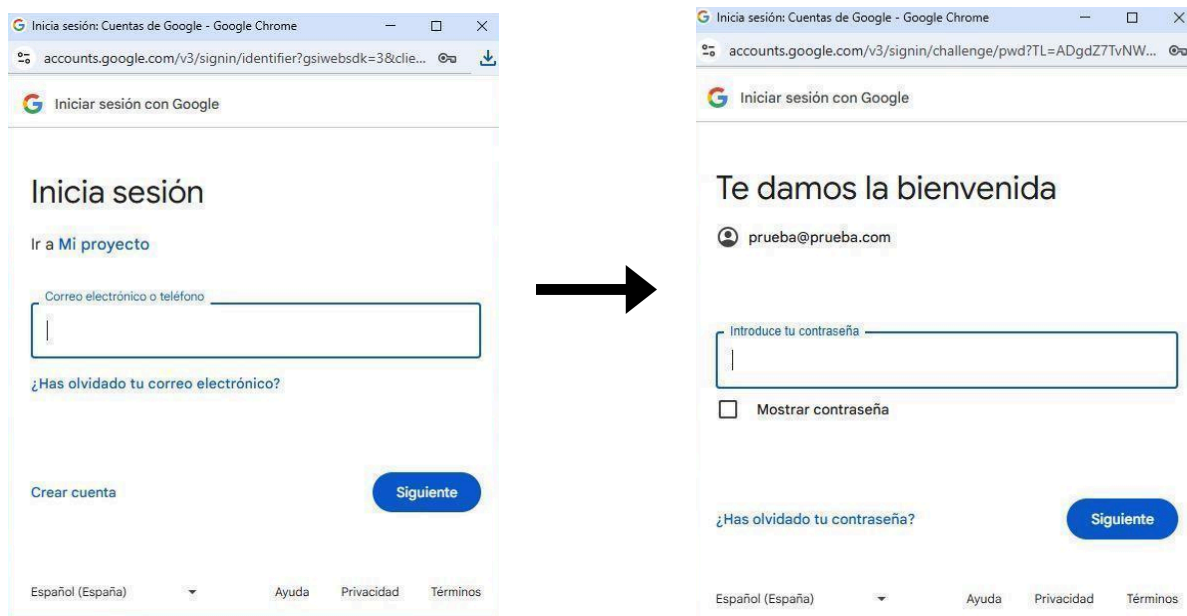 Inicia sesión: Cuentas de Google - Google Chrome
accounts.google.com/v3/signin/identifier?gsiwebsdk=3&clie...
Iniciar sesión con Google
Inicia sesión
Ir a Mi proyecto
Correo electrónico o teléfono
¿Has olvidado tu correo electrónico?
Crear cuenta
Siguiente
Español (España)
Ayuda
Privacidad
Términos
Inicia sesión: Cuentas de Google - Google Chrome
accounts.google.com/v3/signin/challenge/pwd?TL=ADgdZ7TvNW...
Iniciar sesión con Google
Te damos la bienvenida
prueba@prueba.com
Introduce tu contraseña
Mostrar contraseña
¿Has olvidado tu contraseña?
Siguiente
Español (España)
Ayuda
Privacidad
Términos